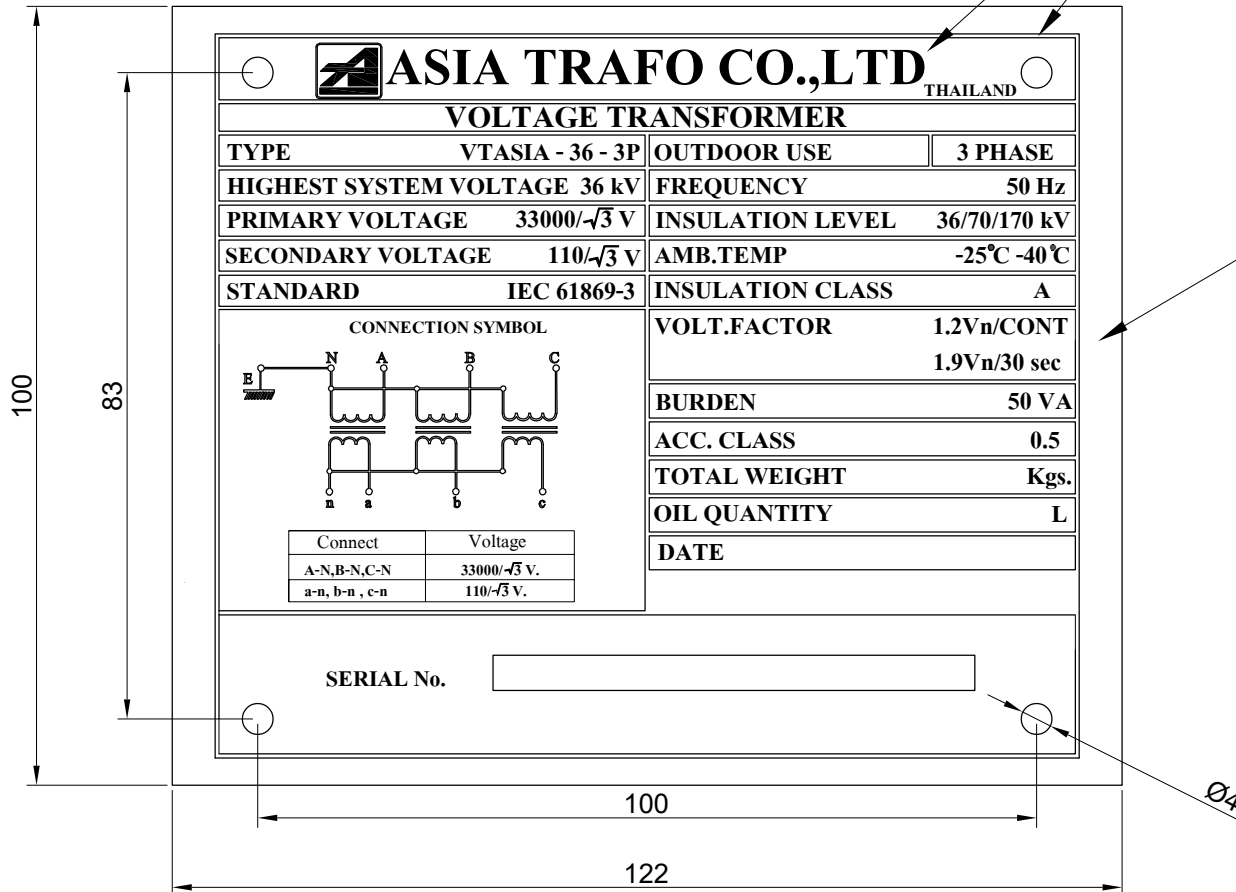 ASIA TRAFO CO.,LTD THAILAND
VOLTAGE TRANSFORMER
TYPE VTASIA - 36 - 3P OUTDOOR USE 3 PHASE
HIGHEST SYSTEM VOLTAGE 36 kV FREQUENCY 50 Hz
PRIMARY VOLTAGE 33000/√3 V INSULATION LEVEL 36/70/170 kV
SECONDARY VOLTAGE 110/√3 V AMB.TEMP -25°C -40°C
STANDARD IEC 61869-3 INSULATION CLASS A
CONNECTION SYMBOL
N A B C
E
n a b c
Connect Voltage
A-N,B-N,C-N 33000/√3 V.
a-n, b-n , c-n 110/√3 V.
VOLT.FACTOR 1.2Vn/CONT
1.9Vn/30 sec
BURDEN 50 VA
ACC. CLASS 0.5
TOTAL WEIGHT Kgs.
OIL QUANTITY L
DATE
SERIAL No.
100
83
100
122
Ø4